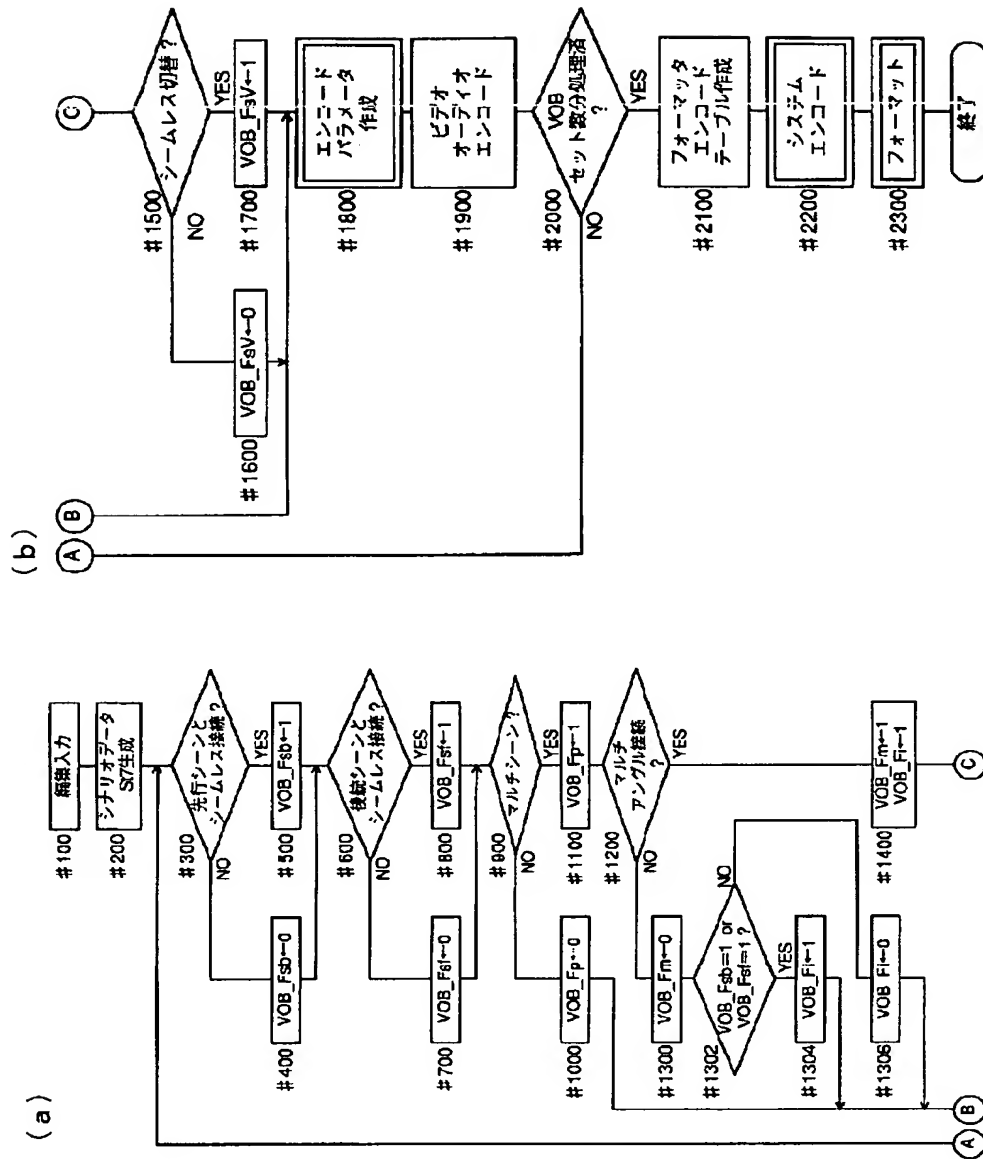 (a)
#100
編集入力
#200
シナリオデータ
St7生成
#300
先行シーンと
シームレス接続?
NO
YES
#400
VOB_Fsb←0
#500
VOB_Fsb←1
#600
後続シーンと
シームレス接続?
NO
YES
#700
VOB_Fsf←0
#800
VOB_Fsf←1
#900
マルチシーン?
NO
YES
#1000
VOB_Fp←0
#1100
VOB_Fp←1
#1200
マルチ
アングル接続
?
NO
YES
#1300
VOB_Fm←0
#1302
VOB_Fsb=1 or
VOB_Fsf=1?
NO
YES
#1304
VOB_Fi←1
#1306
VOB_Fi←0
#1400
VOB_Fm←1
VOB_Fi←1
A
B
C
(b)
A
B
C
#1500
シームレス切替?
NO
YES
#1600
VOB_FsV←0
#1700
VOB_FsV←1
#1800
エンコード
パラメータ
作成
#1900
ビデオ
オーディオ
エンコード
#2000
VOB
セット数分処理済
?
NO
YES
#2100
フォーマッタ
エンコード
テーブル作成
#2200
システム
エンコード
#2300
フォーマット
終了